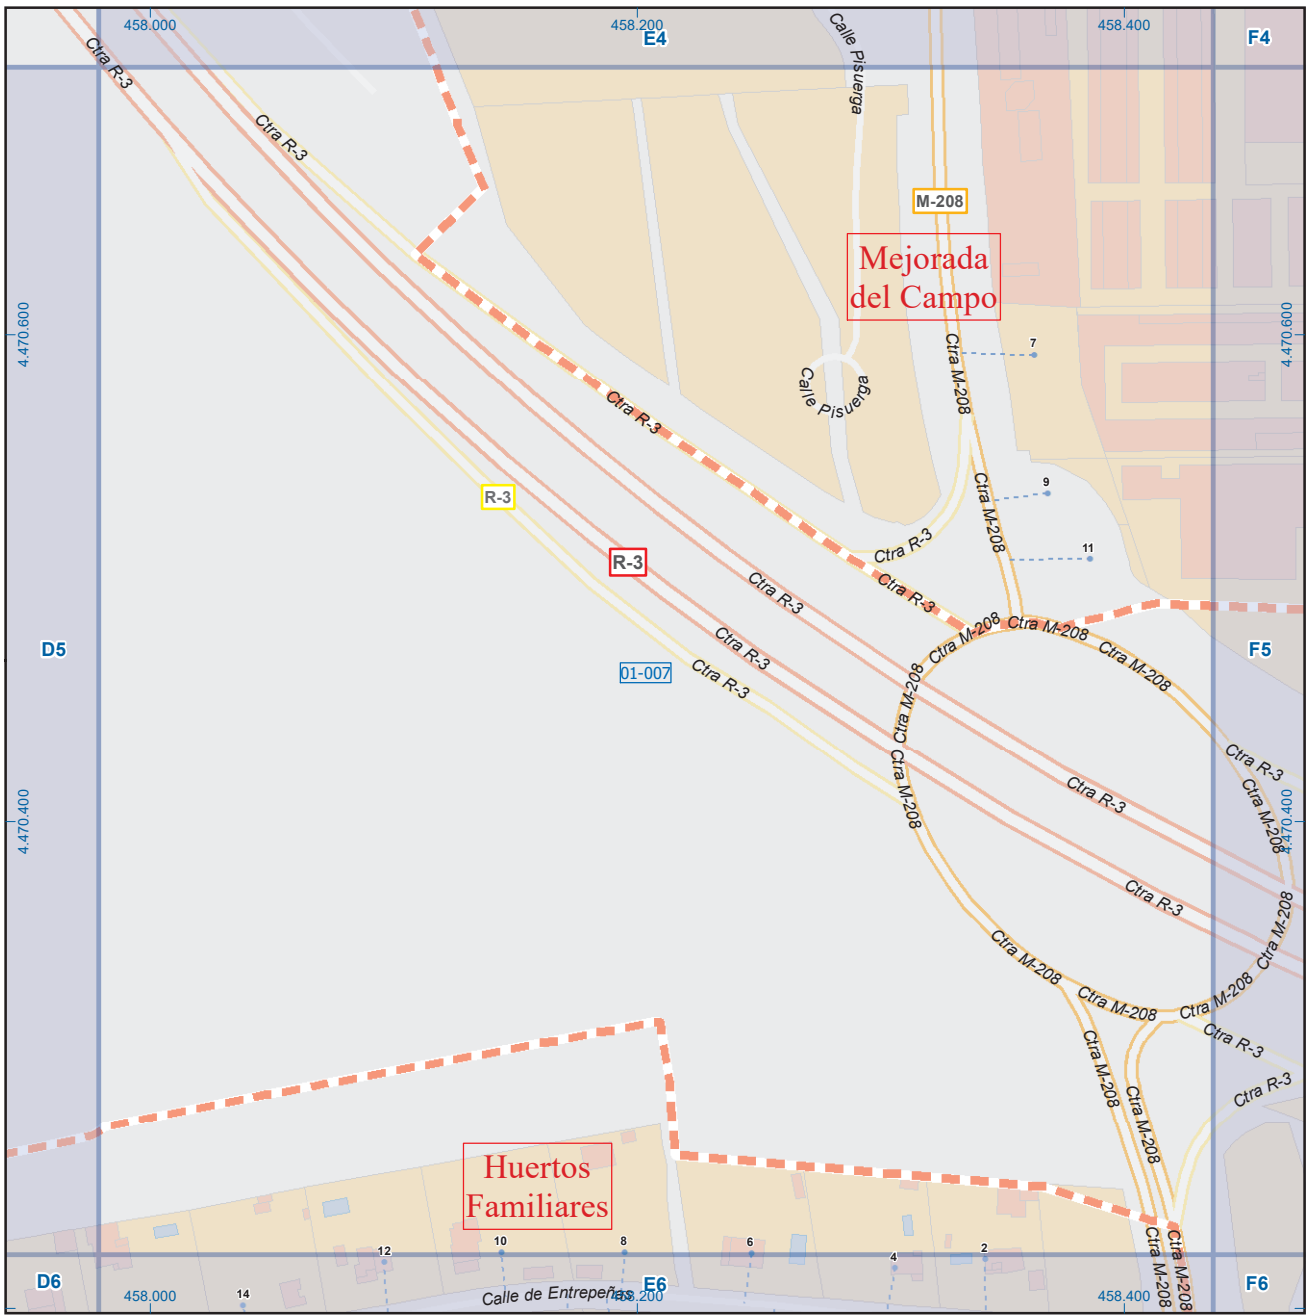 458.000
458.200
458.400
E4
F4
Ctra R-3
Calle Pisuerga
Ctra R-3
M-208
Mejorada
del Campo
4.470.600
4.470.600
Ctra M-208
7
Calle Pisuerga
Ctra R-3
R-3
Ctra M-208
9
Ctra R-3
11
R-3
Ctra R-3
Ctra R-3
Ctra M-208
Ctra M-208
Ctra R-3
D5
F5
01-007
Ctra R-3
Ctra M-208
Ctra M-208
Ctra R-3
Ctra M-208
Ctra R-3
Ctra M-208
4.470.400
4.470.400
Ctra R-3
Ctra M-208
Ctra M-208
Ctra M-208
Ctra M-208
Ctra R-3
Ctra M-208
Ctra R-3
Ctra M-208
Huertos
Familiares
12
10
8
6
4
2
Ctra M-208
Ctra M-208
D6
14
458.000
Calle de Entrepeñas
458.200
E6
458.400
F6